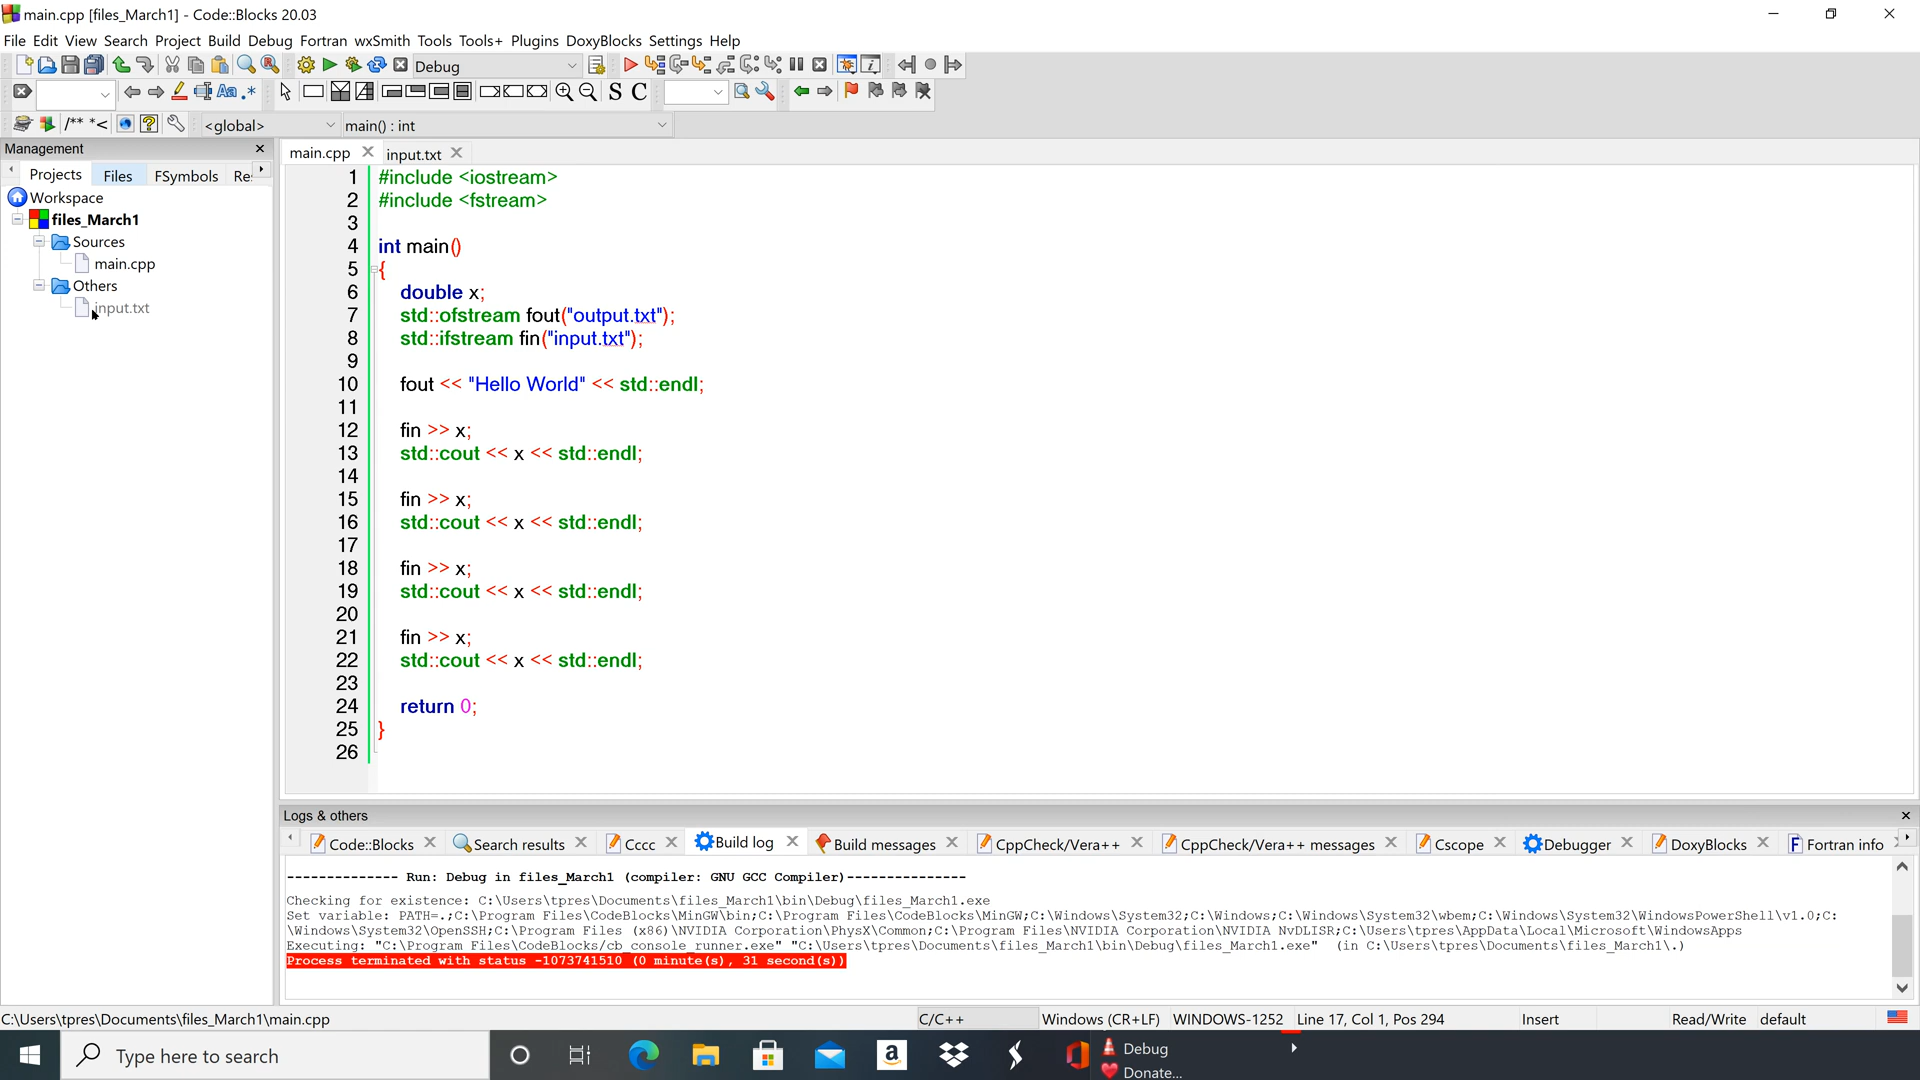 main.cpp [files_March1] - Code::Blocks 20.03
File Edit View Search Project Build Debug Fortran wxSmith Tools Tools+ Plugins DoxyBlocks Settings Help
Debug
S C
/** *<
<global>
main() : int
Management
main.cpp input.txt
Projects Files FSymbols Re
Workspace
files_March1
Sources
main.cpp
Others
input.txt
1 #include <iostream>
2 #include <fstream>
3
4 int main()
5 {
6 double x;
7 std::ofstream fout("output.txt");
8 std::ifstream fin("input.txt");
9
10 fout << "Hello World" << std::endl;
11
12 fin >> x;
13 std::cout << x << std::endl;
14
15 fin >> x;
16 std::cout << x << std::endl;
17
18 fin >> x;
19 std::cout << x << std::endl;
20
21 fin >> x;
22 std::cout << x << std::endl;
23
24 return 0;
25 }
26
Logs & others
Code::Blocks Search results Cccc Build log Build messages CppCheck/Vera++ CppCheck/Vera++ messages Cscope Debugger DoxyBlocks Fortran info
-------------- Run: Debug in files_March1 (compiler: GNU GCC Compiler)---------------
Checking for existence: C:\Users\tpres\Documents\files_March1\bin\Debug\files_March1.exe
Set variable: PATH=.;C:\Program Files\CodeBlocks\MinGW\bin;C:\Program Files\CodeBlocks\MinGW;C:\Windows\System32;C:\Windows;C:\Windows\System32\wbem;C:\Windows\System32\WindowsPowerShell\v1.0;C:
\Windows\System32\OpenSSH;C:\Program Files (x86)\NVIDIA Corporation\PhysX\Common;C:\Program Files\NVIDIA Corporation\NVIDIA NvDLISR;C:\Users\tpres\AppData\Local\Microsoft\WindowsApps
Executing: "C:\Program Files\CodeBlocks/cb_console_runner.exe" "C:\Users\tpres\Documents\files_March1\bin\Debug\files_March1.exe" (in C:\Users\tpres\Documents\files_March1\.)
Process terminated with status -1073741510 (0 minute(s), 31 second(s))
C:\Users\tpres\Documents\files_March1\main.cpp C/C++ Windows (CR+LF) WINDOWS-1252 Line 17, Col 1, Pos 294 Insert Read/Write default
Type here to search
Debug
Donate...